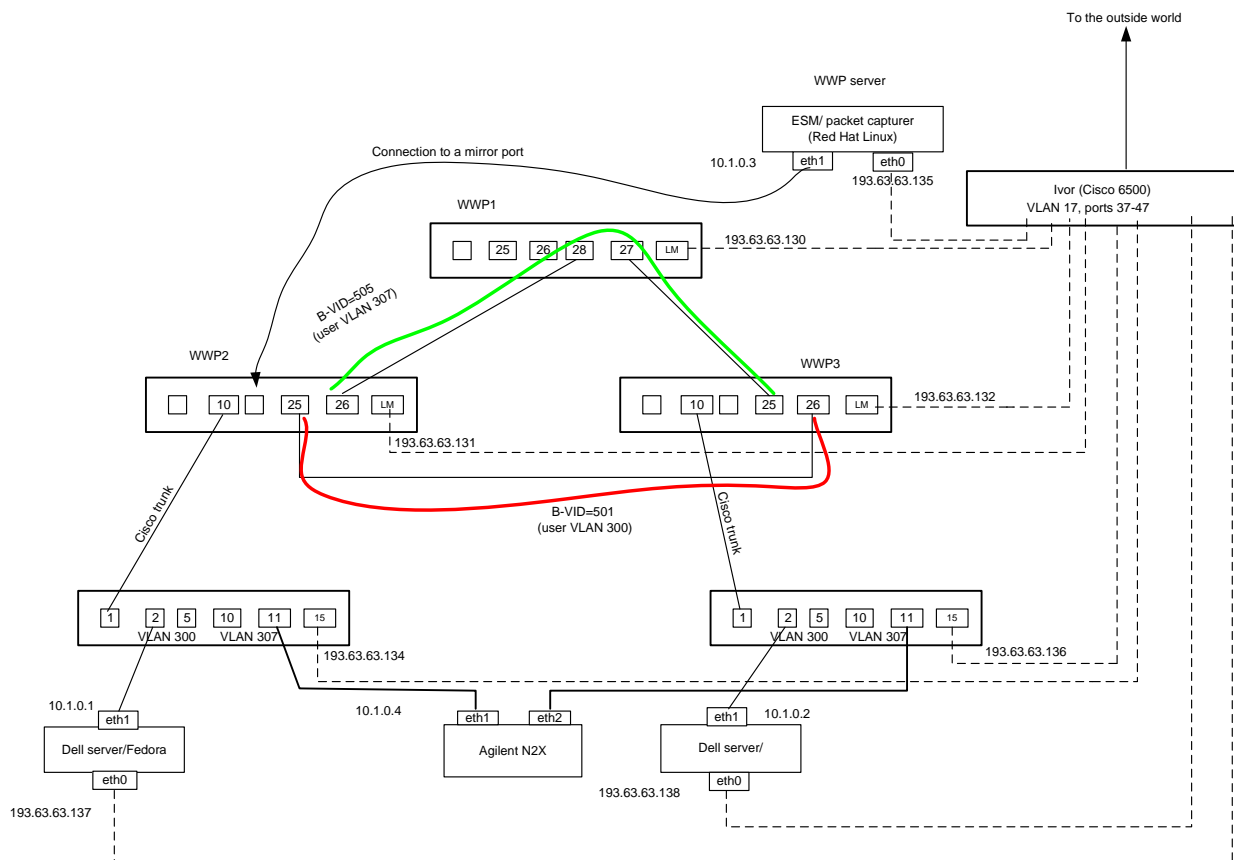 To the outside world
WWP server
ESM/ packet capturer
(Red Hat Linux)
Connection to a mirror port
10.1.0.3
eth1
eth0
193.63.63.135
Ivor (Cisco 6500)
VLAN 17, ports 37-47
WWP1
25
26
28
27
LM
193.63.63.130
B-VID=505
(user VLAN 307)
WWP2
10
25
26
LM
193.63.63.131
WWP3
10
25
26
LM
193.63.63.132
B-VID=501
(user VLAN 300)
Cisco trunk
Cisco trunk
1
2
5
10
11
15
VLAN 300
VLAN 307
193.63.63.134
1
2
5
10
11
15
VLAN 300
VLAN 307
193.63.63.136
10.1.0.1
eth1
Dell server/Fedora
eth0
193.63.63.137
10.1.0.4
eth1
eth2
Agilent N2X
eth1
10.1.0.2
Dell server/
eth0
193.63.63.138